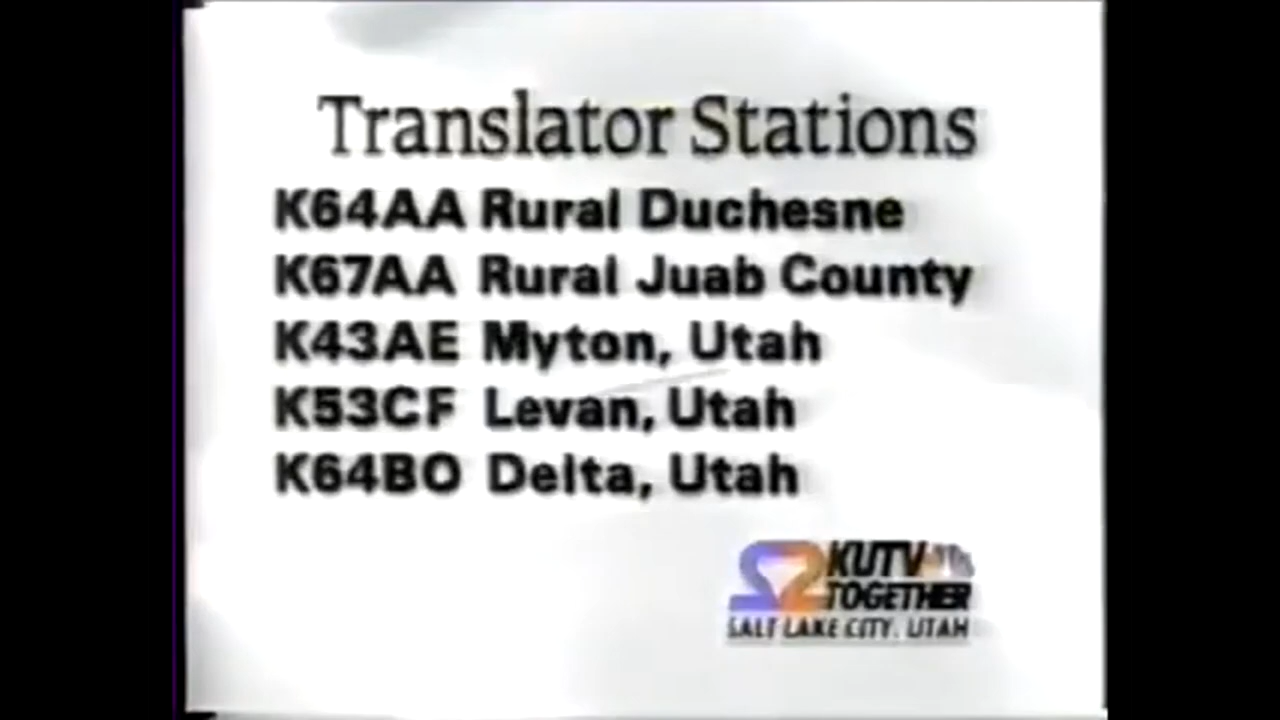 Translator Stations
K64AA Rural Duchesne
K67AA Rural Juab County
K43AE Myton, Utah
K53CF Levan, Utah
K64BO Delta, Utah
2 KUTV
TOGETHER
SALT LAKE CITY, UTAH